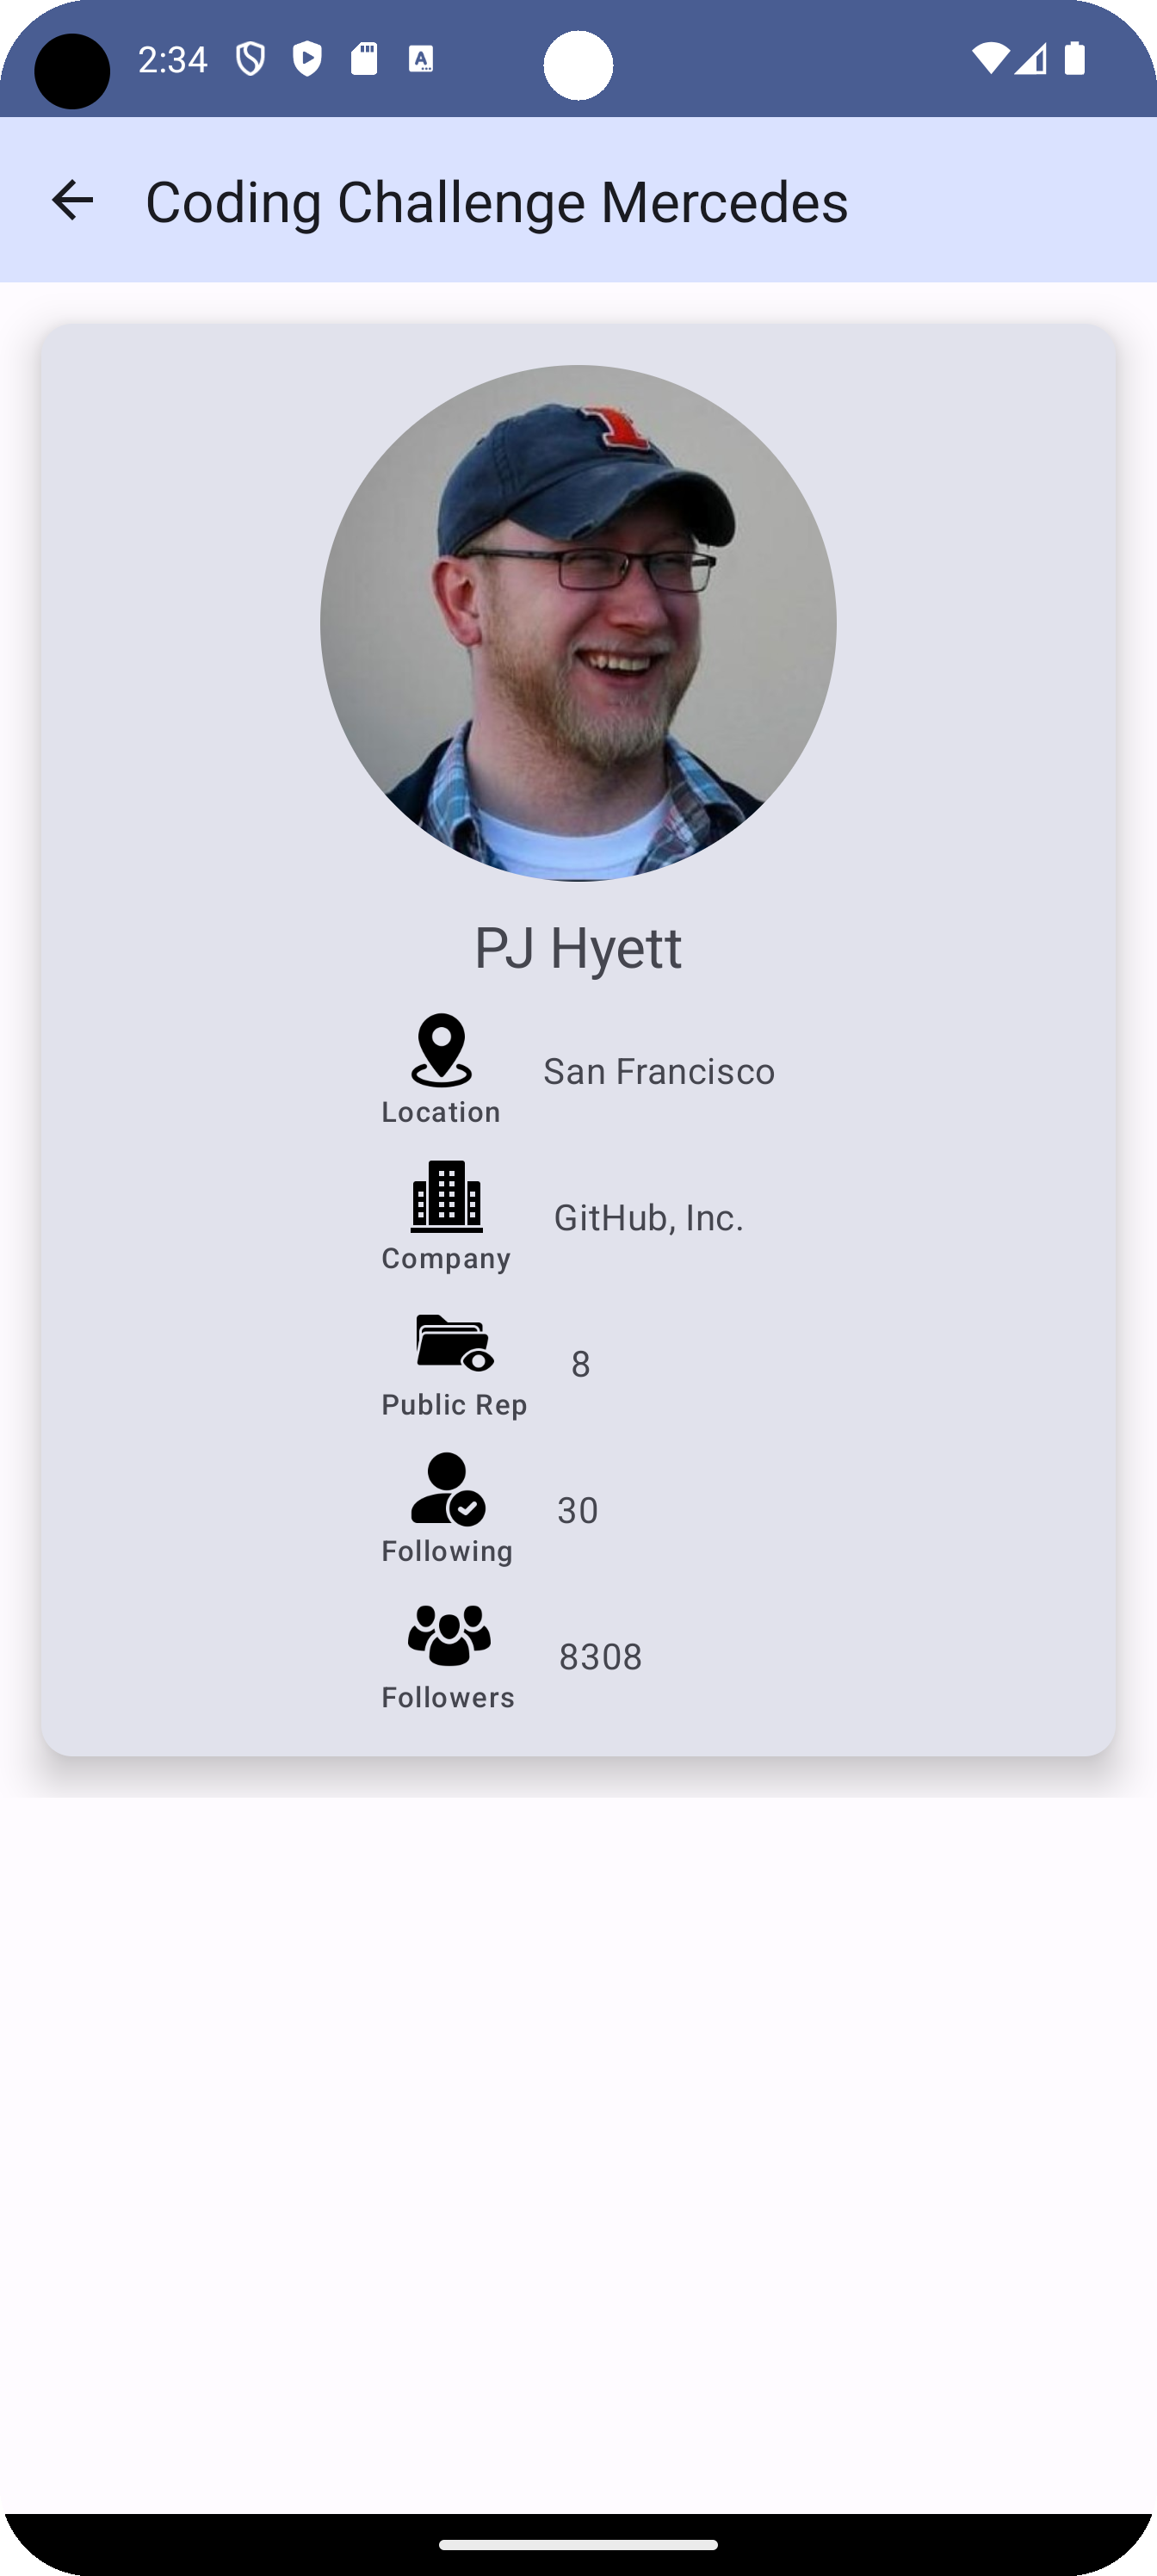 2:34
Coding Challenge Mercedes
PJ Hyett
San Francisco
Location
GitHub, Inc.
Company
8
Public Rep
30
Following
8308
Followers